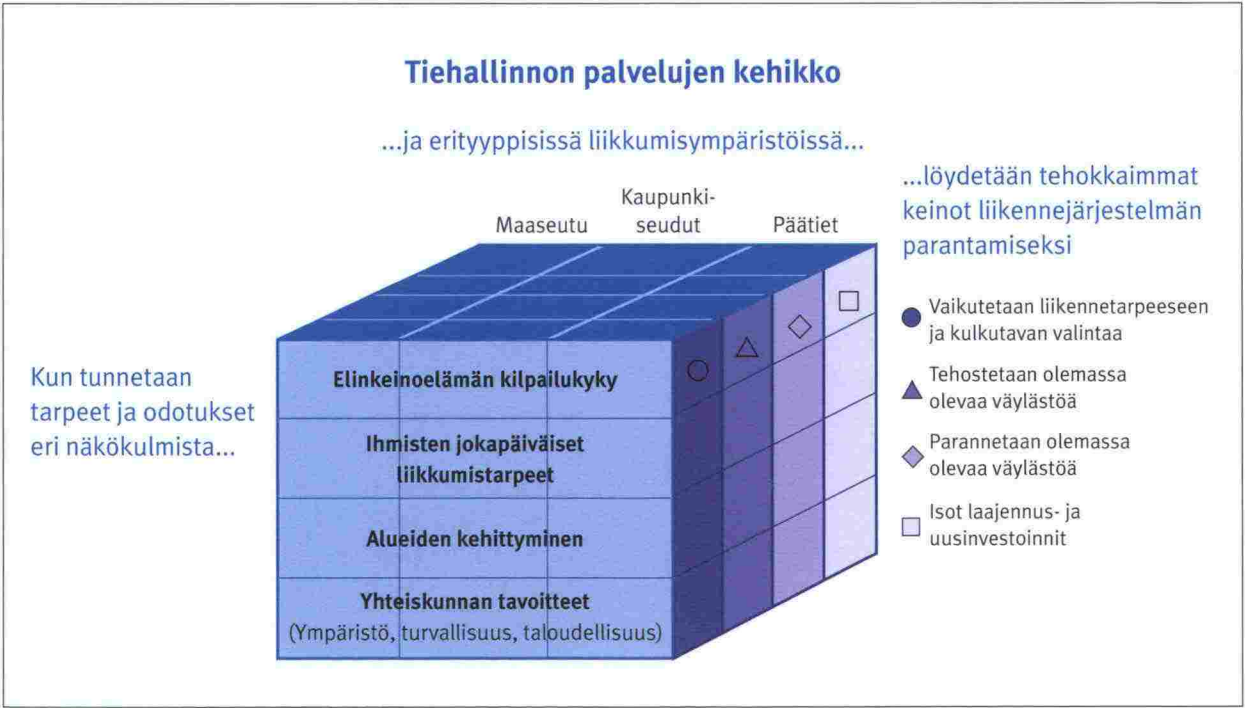 Tiehallinnon palvelujen kehikko
...ja erityyppisissä liikkumisympäristöissä...
...löydetään tehokkaimmat
keinot liikennejärjestelmän
parantamiseksi
Maaseutu
Kaupunki-
seudut
Päätiet
Kun tunnetaan
tarpeet ja odotukset
eri näkökulmista...
Elinkeinoelämän kilpailukyky
Ihmisten jokapäiväiset
liikkumistarpeet
Alueiden kehittyminen
Yhteiskunnan tavoitteet
(Ympäristö, turvallisuus, taloudellisuus)
Vaikutetaan liikennetarpeeseen
ja kulkutavan valintaa
Tehostetaan olemassa
olevaa väylästöä
Parannetaan olemassa
olevaa väylästöä
Isot laajennus- ja
uusinvestoinnit